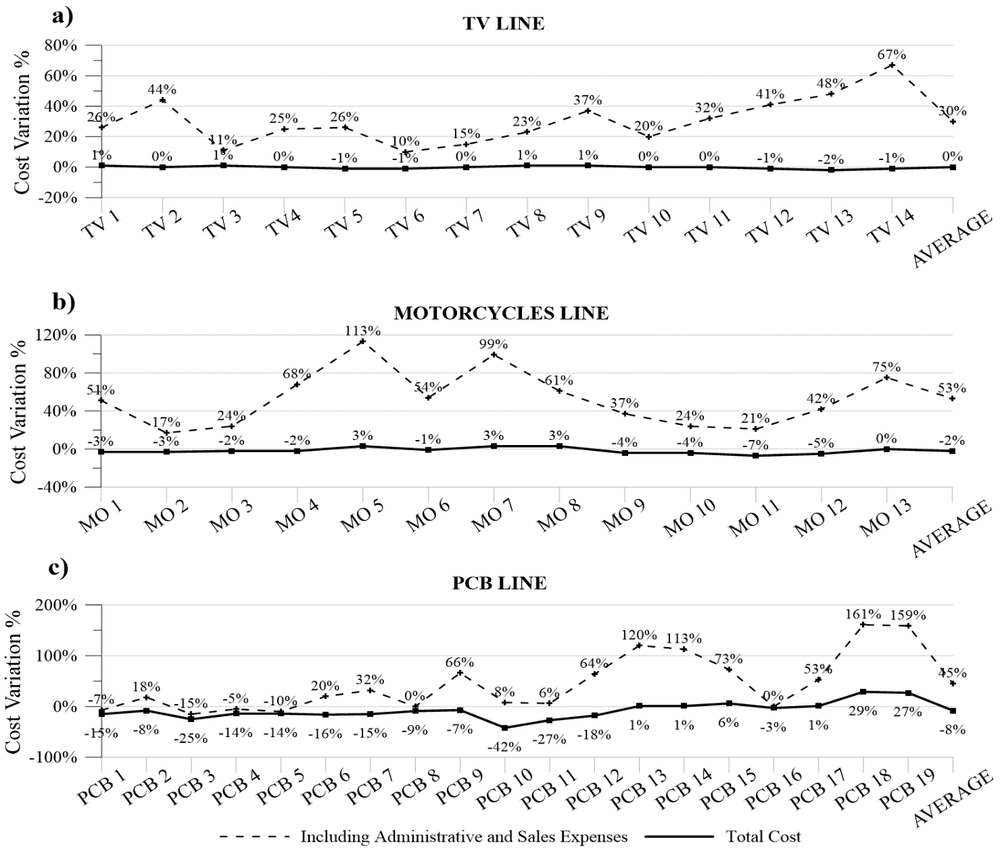 a)
TV LINE
Cost Variation %
80%
60%
40%
20%
0%
-20%
26% 44% 11% 25% 26% 10% 15% 23% 37% 20% 32% 41% 48% 67% 30%
1% 0% 1% 0% -1% -1% 0% 1% 1% 0% 0% -1% -2% -1% 0%
TV 1 TV 2 TV 3 TV4 TV 5 TV 6 TV 7 TV 8 TV 9 TV 10 TV 11 TV 12 TV 13 TV 14 AVERAGE
b)
MOTORCYCLES LINE
Cost Variation %
120%
80%
40%
0%
-40%
51% 17% 24% 68% 113% 54% 99% 61% 37% 24% 21% 42% 75% 53%
-3% -3% -2% -2% 3% -1% 3% 3% -4% -4% -7% -5% 0% -2%
MO 1 MO 2 MO 3 MO 4 MO 5 MO 6 MO 7 MO 8 MO 9 MO 10 MO 11 MO 12 MO 13 AVERAGE
c)
PCB LINE
Cost Variation %
200%
100%
0%
-100%
-7% 18% -15% -5% -10% 20% 32% 0% 66% 8% 6% 64% 120% 113% 73% 0% 53% 161% 159% 45%
-15% -8% -25% -14% -14% -16% -15% -9% -7% -42% -27% -18% 1% 1% 6% -3% 1% 29% 27% -8%
PCB 1 PCB 2 PCB 3 PCB 4 PCB 5 PCB 6 PCB 7 PCB 8 PCB 9 PCB 10 PCB 11 PCB 12 PCB 13 PCB 14 PCB 15 PCB 16 PCB 17 PCB 18 PCB 19 AVERAGE
Including Administrative and Sales Expenses Total Cost